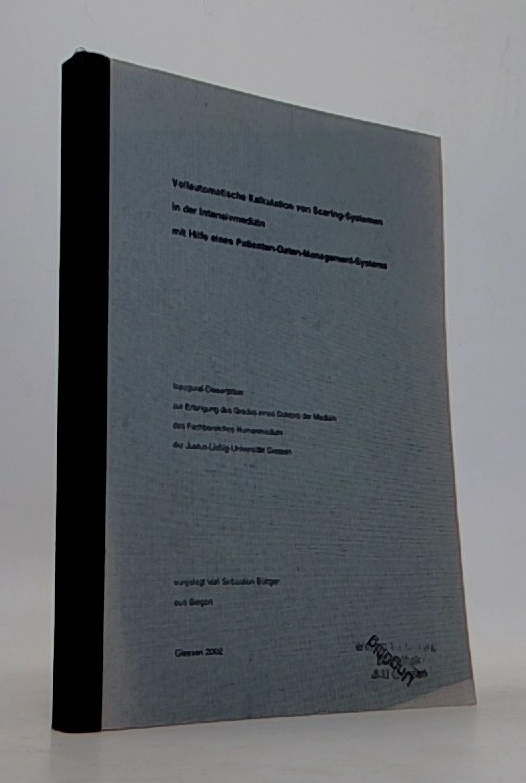 Vollautomatische Kalkulation von Scoring-Systemen
in der Intensivmedizin
mit Hilfe eines Patienten-Daten-Management-Systems
Inaugural-Dissertation
zur Erlangung des Grades eines Doktors der Medizin
des Fachbereiches Humanmedizin
der Justus-Liebig-Universität Giessen
vorgelegt von Sebastian Böttger
aus Siegen
Giessen 2002
Ungültig